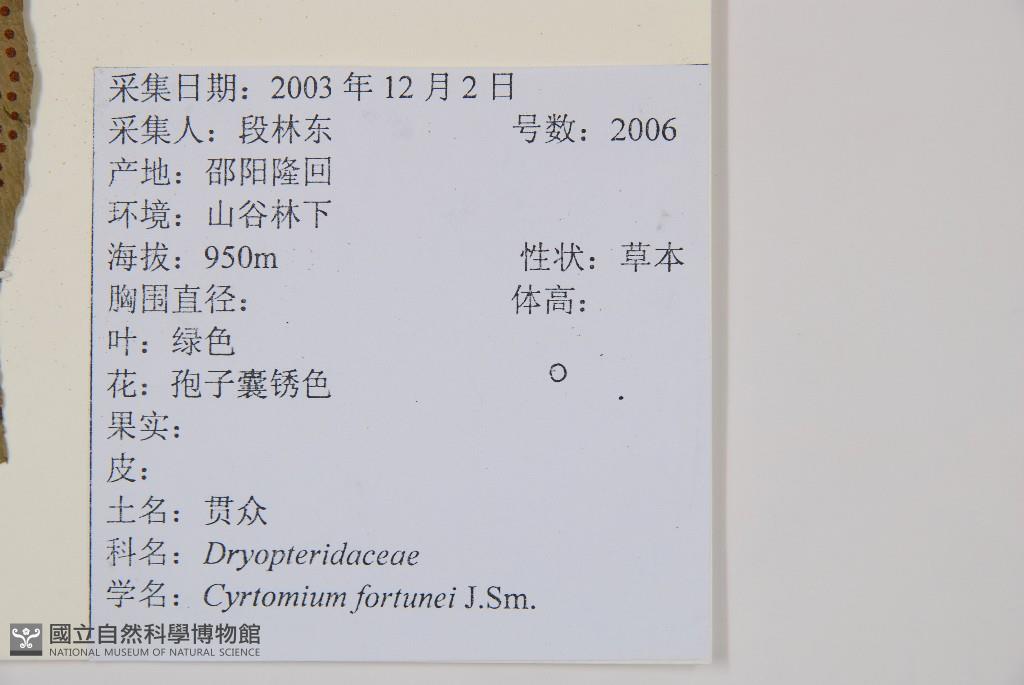 采集日期：2003 年 12 月 2 日
采集人：段林东 号数：2006
产地：邵阳隆回
环境：山谷林下
海拔：950m 性状：草本
胸围直径： 体高：
叶：绿色
花：孢子囊锈色
果实：
皮：
土名：贯众
科名：Dryopteridaceae
学名：Cyrtomium fortunei J.Sm.
國立自然科學博物館
NATIONAL MUSEUM OF NATURAL SCIENCE